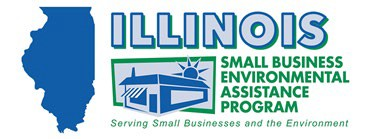 ILLINOIS
SMALL BUSINESS
ENVIRONMENTAL
ASSISTANCE
PROGRAM
Serving Small Businesses and the Environment